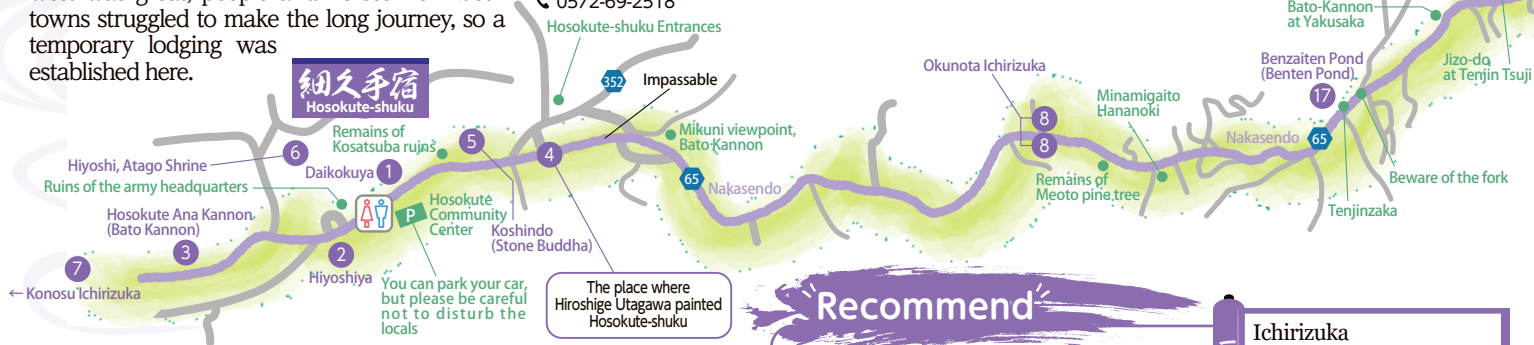 towns struggled to make the long journey, so a
temporary lodging was
established here.
0572-69-2518
Hosokute-shuku Entrances
細久手宿
Hosokute-shuku
352
Impassable
Remains of
Kosatsuba ruins
5
4
Mikuni viewpoint,
Bato Kannon
6
Hiyoshi, Atago Shrine
Daikokuya
1
Ruins of the army headquarters
P
Hosokute
Community
Center
Koshindo
(Stone Buddha)
Hosokute Ana Kannon
(Bato Kannon)
3
2
Hiyoshiya
7
← Konosu Ichirizuka
You can park your car,
but please be careful
not to disturb the
locals
The place where
Hiroshige Utagawa painted
Hosokute-shuku
65
Nakasendo
Okunota Ichirizuka
8
8
Remains of
Meoto pine tree
Minamigaito
Hananoki
Nakasendo
65
Benzaiten Pond
(Benten Pond)
17
Bato-Kannon
at Yakusaka
Jizo-do
at Tenjin Tsuji
Beware of the fork
Tenjinzaka
Recommend
Ichirizuka